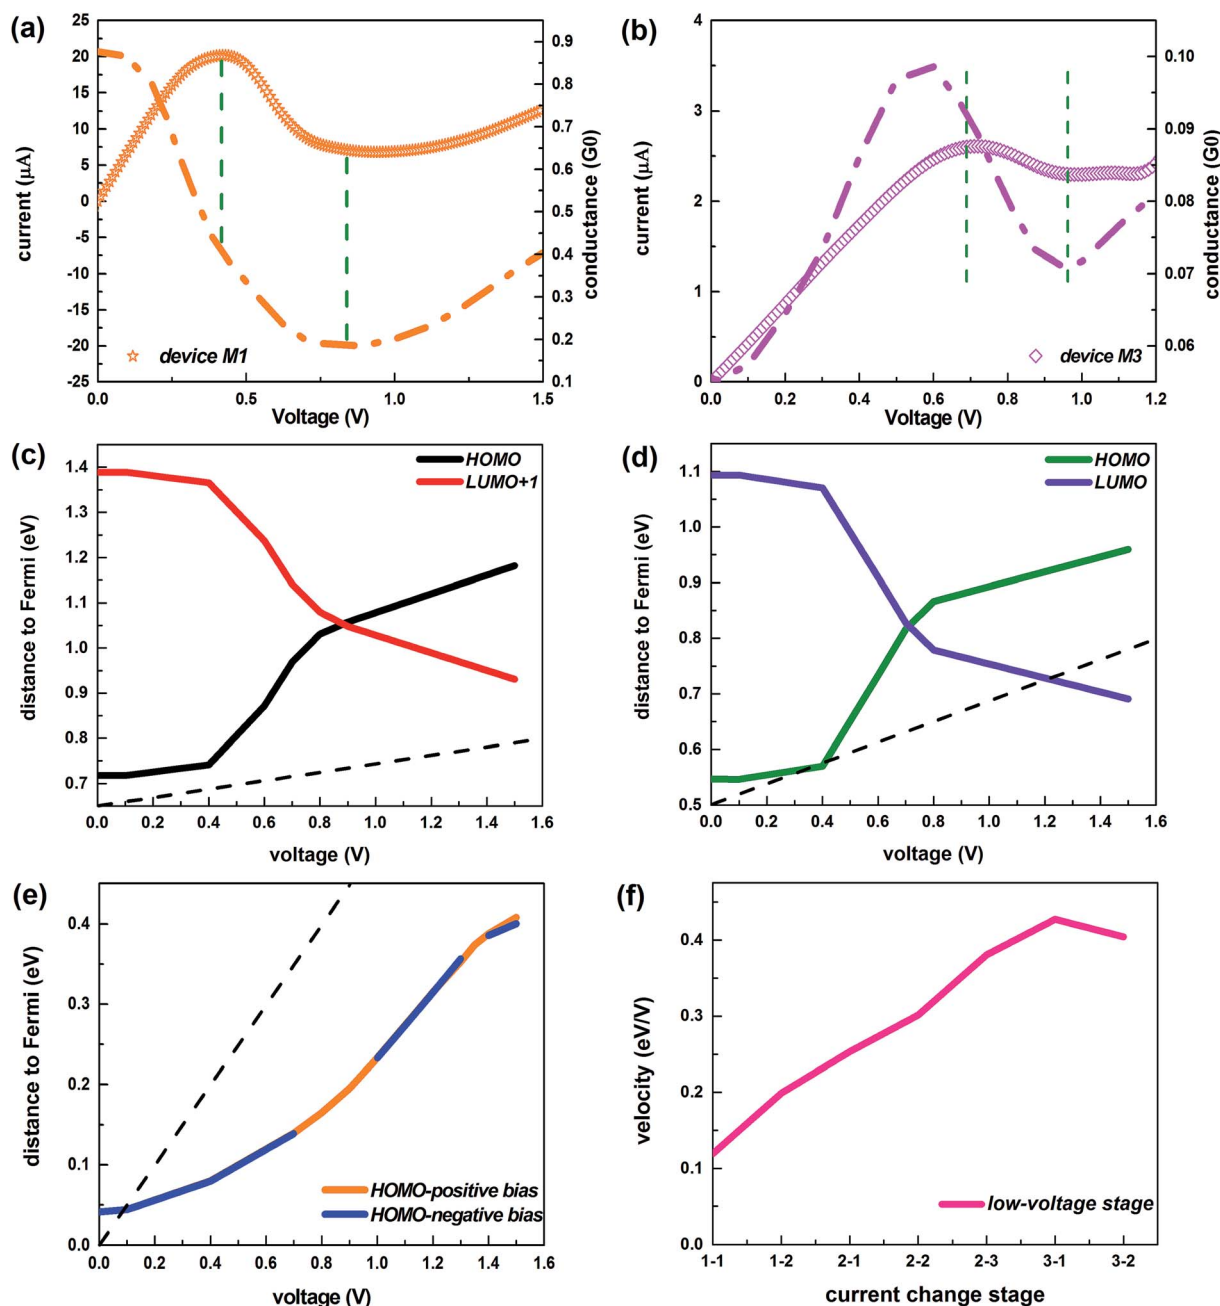 (a)
25
20
15
10
5
0
-5
-10
-15
-20
-25
current (μA)
0.9
0.8
0.7
0.6
0.5
0.4
0.3
0.2
0.1
conductance (G0)
device M1
0.0 0.5 1.0 1.5
Voltage (V)
(b)
4
3
2
1
0
current (μA)
0.10
0.09
0.08
0.07
0.06
conductance (G0)
device M3
0.0 0.2 0.4 0.6 0.8 1.0 1.2
Voltage (V)
(c)
HOMO
LUMO+1
1.4
1.3
1.2
1.1
1.0
0.9
0.8
0.7
distance to Fermi (eV)
0.0 0.2 0.4 0.6 0.8 1.0 1.2 1.4 1.6
voltage (V)
(d)
HOMO
LUMO
1.1
1.0
0.9
0.8
0.7
0.6
0.5
distance to Fermi (eV)
0.0 0.2 0.4 0.6 0.8 1.0 1.2 1.4 1.6
voltage (V)
(e)
0.4
0.3
0.2
0.1
0.0
distance to Fermi (eV)
HOMO-positive bias
HOMO-negative bias
0.0 0.2 0.4 0.6 0.8 1.0 1.2 1.4 1.6
voltage (V)
(f)
0.4
0.3
0.2
0.1
0.0
velocity (eV/V)
low-voltage stage
1-1 1-2 2-1 2-2 2-3 3-1 3-2
current change stage